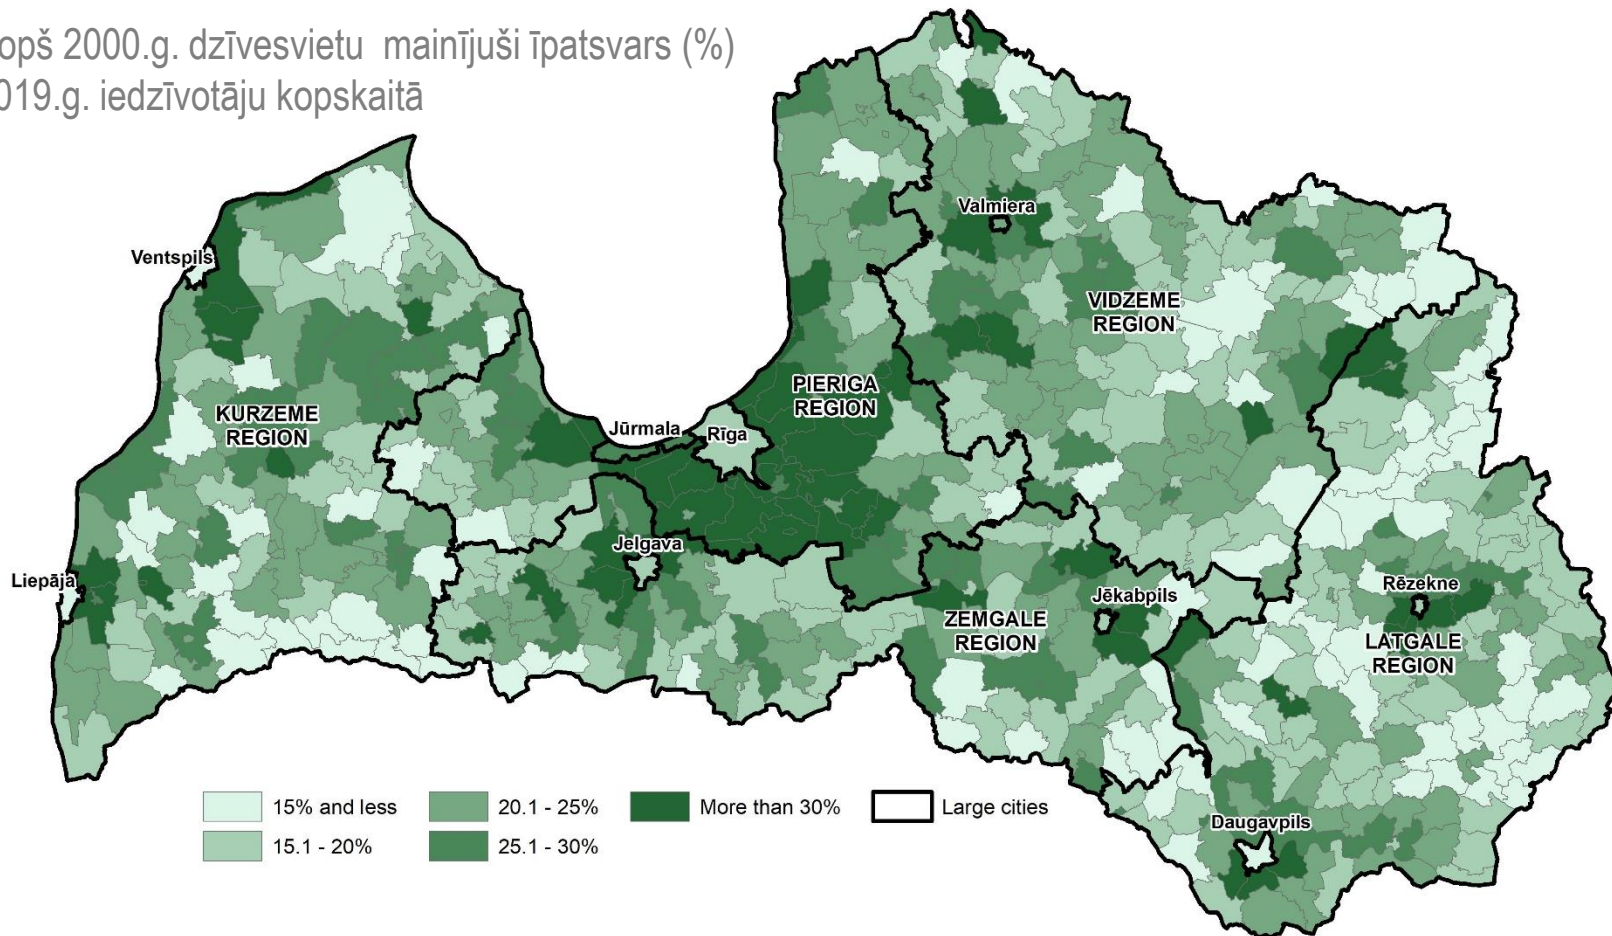 opš 2000.g. dzīvesvietu mainījuši īpatsvars (%)
019.g. iedzīvotāju kopskaitā
Valmiera
Ventspils
VIDZEME
REGION
PIERIGA
REGION
KURZEME
REGION
Jūrmala
Rīga
Jelgava
Liepāja
Rēzekne
Jēkabpils
ZEMGALE
REGION
LATGALE
REGION
15% and less
20.1 - 25%
More than 30%
Large cities
15.1 - 20%
25.1 - 30%
Daugavpils